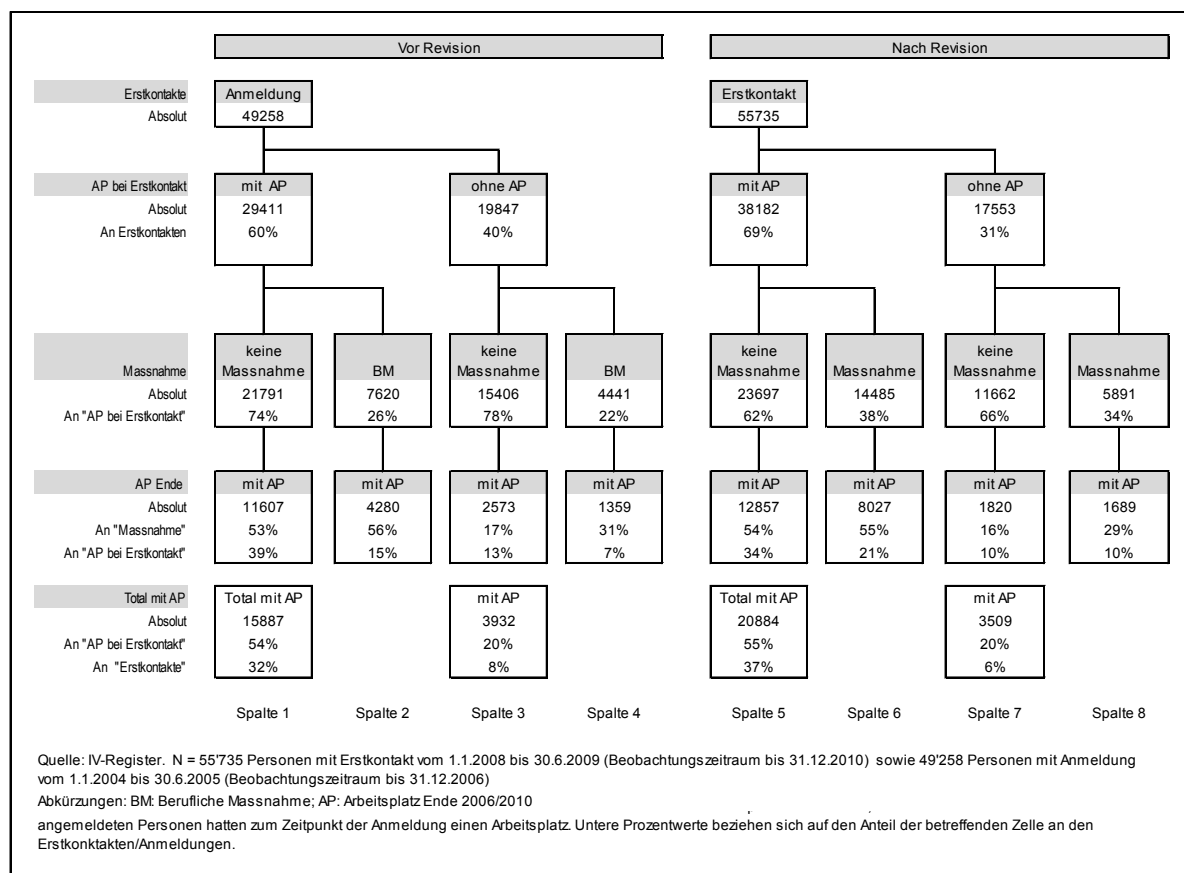 Vor Revision Nach Revision
Erstkontakte Anmeldung Erstkontakt
Absolut 49258 55735
AP bei Erstkontakt mit AP ohne AP mit AP ohne AP
Absolut 29411 19847 38182 17553
An Erstkontakten 60% 40% 69% 31%
keine keine keine keine
Massnahme Massnahme BM Massnahme BM Massnahme Massnahme Massnahme Massnahme
Absolut 21791 7620 15406 4441 23697 14485 11662 5891
An "AP bei Erstkontakt" 74% 26% 78% 22% 62% 38% 66% 34%
AP Ende mit AP mit AP mit AP mit AP mit AP mit AP mit AP mit AP
Absolut 11607 4280 2573 1359 12857 8027 1820 1689
An "Massnahme" 53% 56% 17% 31% 54% 55% 16% 29%
An "AP bei Erstkontakt" 39% 15% 13% 7% 34% 21% 10% 10%
Total mit AP Total mit AP mit AP Total mit AP mit AP
Absolut 15887 3932 20884 3509
An "AP bei Erstkontakt" 54% 20% 55% 20%
An "Erstkontakte" 32% 8% 37% 6%
Spalte 1 Spalte 2 Spalte 3 Spalte 4 Spalte 5 Spalte 6 Spalte 7 Spalte 8
Quelle: IV-Register. N = 55'735 Personen mit Erstkontakt vom 1.1.2008 bis 30.6.2009 (Beobachtungszeitraum bis 31.12.2010) sowie 49'258 Personen mit Anmeldung
vom 1.1.2004 bis 30.6.2005 (Beobachtungszeitraum bis 31.12.2006)
Abkürzungen: BM: Berufliche Massnahme; AP: Arbeitsplatz Ende 2006/2010
angemeldeten Personen hatten zum Zeitpunkt der Anmeldung einen Arbeitsplatz. Untere Prozentwerte beziehen sich auf den Anteil der betreffenden Zelle an den
Erstkonktakten/Anmeldungen.